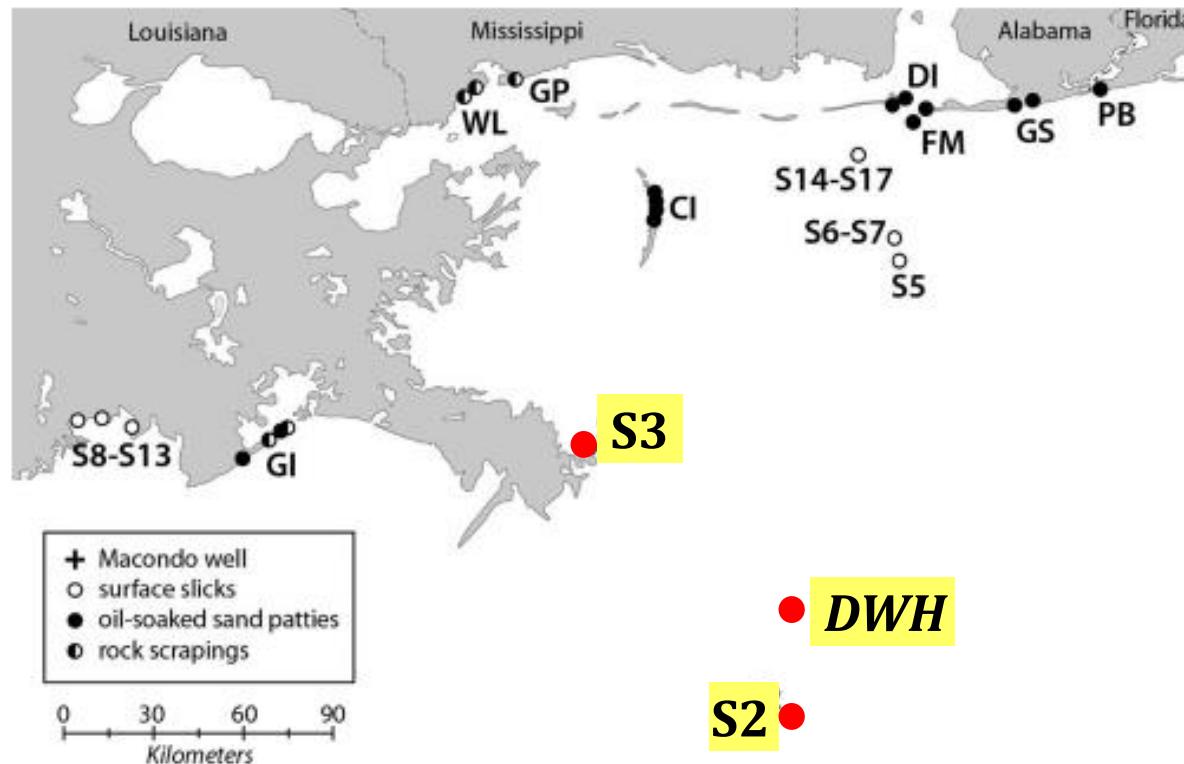 Louisiana
Mississippi
Alabama
Florida
DI
GP
WL
PB
GS
FM
S14-S17
CI
S6-S7
S5
S3
S8-S13
GI
Macondo well
surface slicks
oil-soaked sand patties
rock scrapings
DWH
S2
0 30 60 90
Kilometers